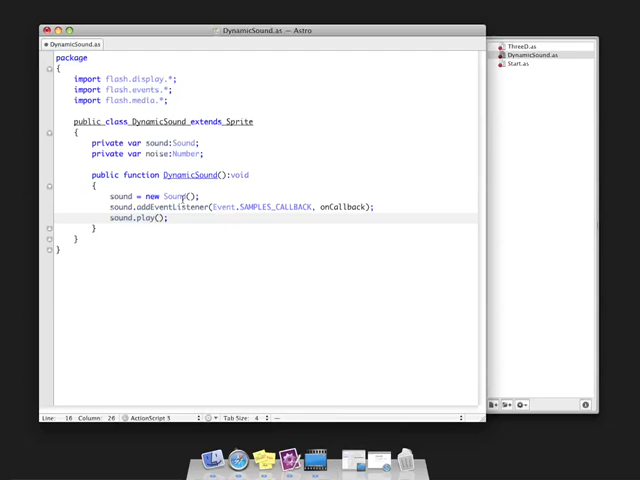 DynamicSound.as — Astro
DynamicSound.as
package
{
import flash.display.*;
import flash.events.*;
import flash.media.*;
public class DynamicSound extends Sprite
{
private var sound:Sound;
private var noise:Number;
public function DynamicSound():void
{
sound = new Sound();
sound.addEventListener(Event.SAMPLES_CALLBACK, onCallback);
sound.play();
}
}
}
Line: 16 Column: 26 ActionScript 3 Tab Size: 4 —
ThreeD.as
DynamicSound.as
Start.as